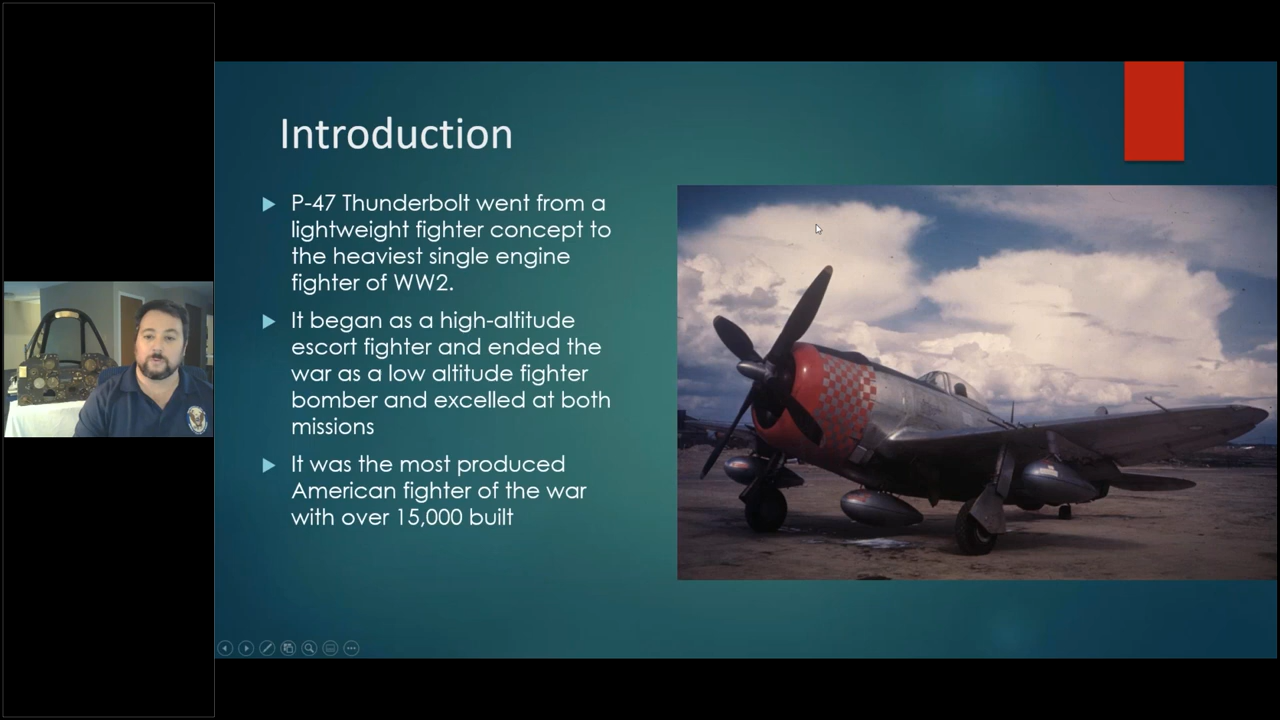 Introduction
P-47 Thunderbolt went from a
lightweight fighter concept to
the heaviest single engine
fighter of WW2.
It began as a high-altitude
escort fighter and ended the
war as a low altitude fighter
bomber and excelled at both
missions
It was the most produced
American fighter of the war
with over 15,000 built